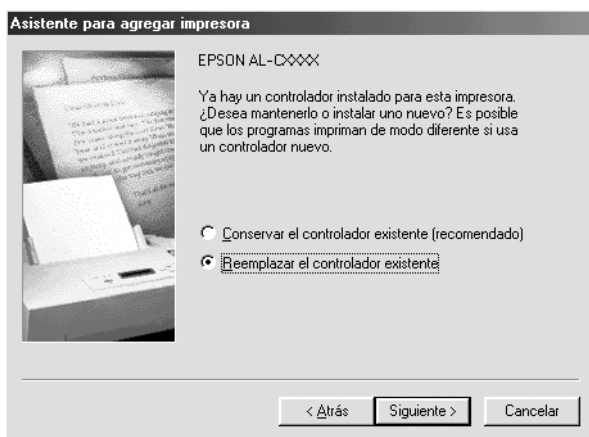 Asistente para agregar impresora
EPSON AL-CXXXX
Ya hay un controlador instalado para esta impresora.
¿Desea mantenerlo o instalar uno nuevo? Es posible
que los programas impriman de modo diferente si usa
un controlador nuevo.
Conservar el controlador existente (recomendado)
Reemplazar el controlador existente
< Atrás
Siguiente >
Cancelar